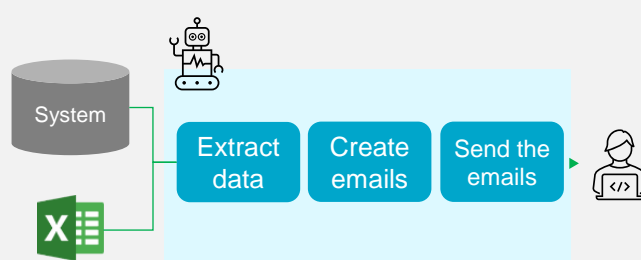 System
Extract
data
Create
emails
Send the
emails
X
</>